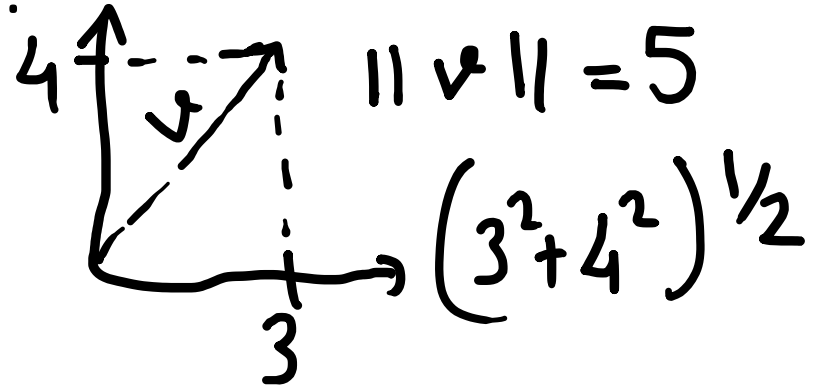 4
v
3
‖ v ‖ = 5
(3² + 4²)^1/2